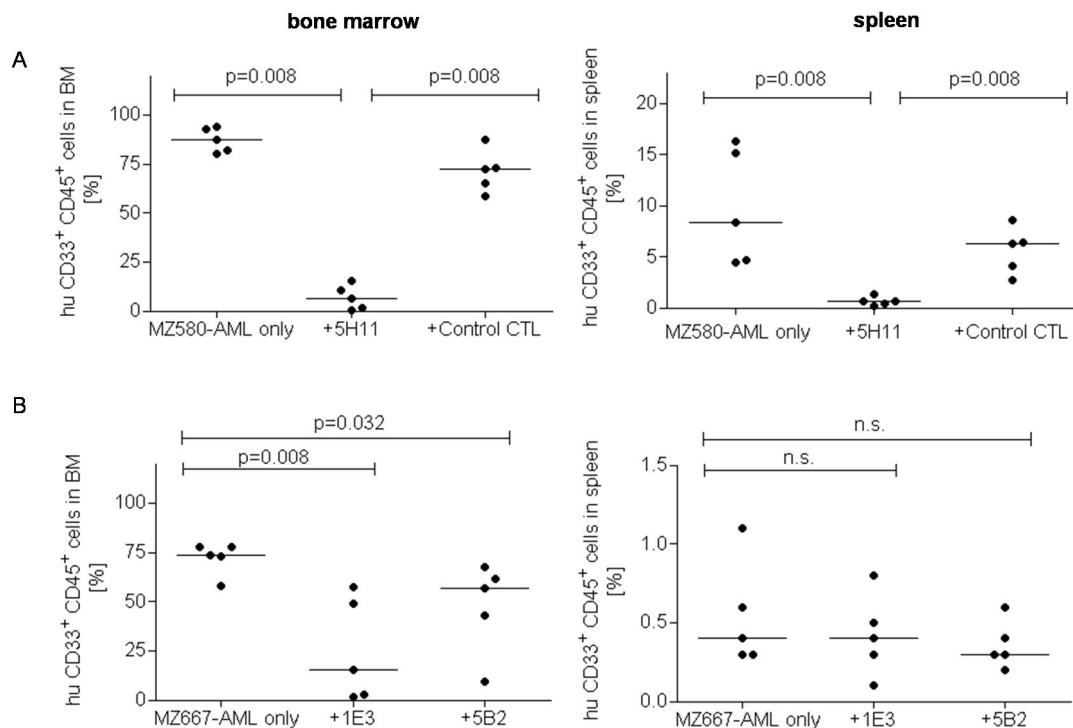 bone marrow
spleen
A
p=0.008
p=0.008
hu CD33+ CD45+ cells in BM
[%]
100
75
50
25
0
MZ580-AML only
+5H11
+Control CTL
p=0.008
p=0.008
hu CD33+ CD45+ cells in spleen
[%]
20
15
10
5
0
MZ580-AML only
+5H11
+Control CTL
B
p=0.032
p=0.008
hu CD33+ CD45+ cells in BM
[%]
100
75
50
25
0
MZ667-AML only
+1E3
+5B2
n.s.
n.s.
hu CD33+ CD45+ cells in spleen
[%]
1.5
1.0
0.5
0.0
MZ667-AML only
+1E3
+5B2